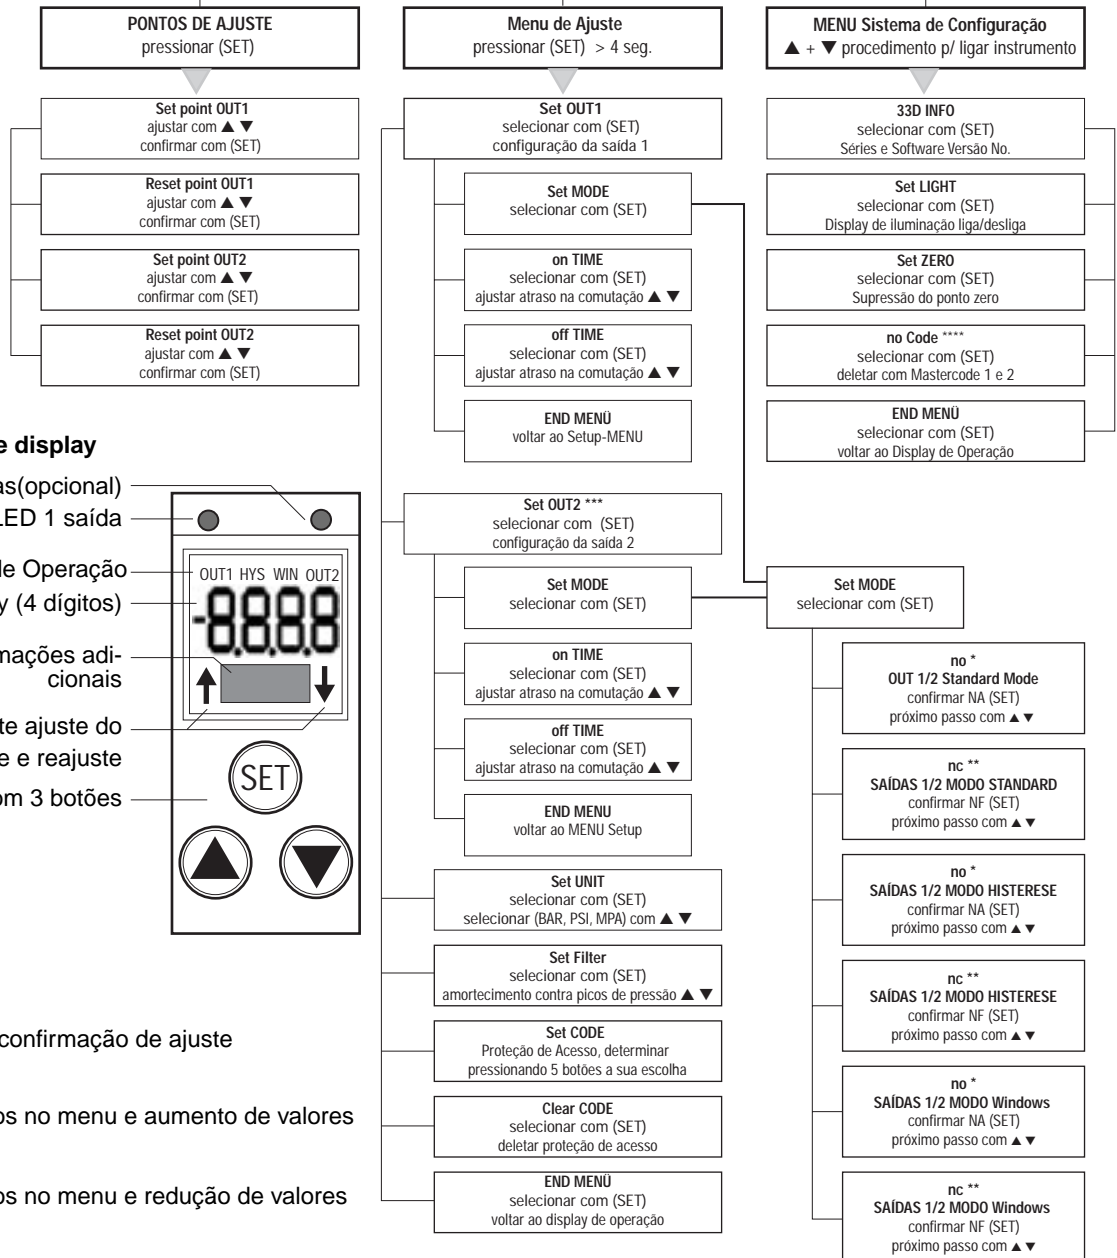 PONTOS DE AJUSTE
pressionar (SET)
Set point OUT1
ajustar com ▲ ▼
confirmar com (SET)
Reset point OUT1
ajustar com ▲ ▼
confirmar com (SET)
Set point OUT2
ajustar com ▲ ▼
confirmar com (SET)
Reset point OUT2
ajustar com ▲ ▼
confirmar com (SET)
e display
as(opcional)
LED 1 saída
de Operação
y (4 dígitos)
mações adi-
cionais
te ajuste do
e e reajuste
om 3 botões
OUT1 HYS WIN OUT2
-8.8.8.8
SET
confirmação de ajuste
os no menu e aumento de valores
os no menu e redução de valores
Menu de Ajuste
pressionar (SET) > 4 seg.
Set OUT1
selecionar com (SET)
configuração da saída 1
Set MODE
selecionar com (SET)
on TIME
selecionar com (SET)
ajustar atraso na comutação ▲ ▼
off TIME
selecionar com (SET)
ajustar atraso na comutação ▲ ▼
END MENÜ
voltar ao Setup-MENU
Set OUT2 ***
selecionar com (SET)
configuração da saída 2
Set MODE
selecionar com (SET)
on TIME
selecionar com (SET)
ajustar atraso na comutação ▲ ▼
off TIME
selecionar com (SET)
ajustar atraso na comutação ▲ ▼
END MENU
voltar ao MENU Setup
Set UNIT
selecionar com (SET)
selecionar (BAR, PSI, MPA) com ▲ ▼
Set Filter
selecionar com (SET)
amortecimento contra picos de pressão ▲ ▼
Set CODE
Proteção de Acesso, determinar
pressionando 5 botões a sua escolha
Clear CODE
selecionar com (SET)
deletar proteção de acesso
END MENÜ
selecionar com (SET)
voltar ao display de operação
MENU Sistema de Configuração
▲ + ▼ procedimento p/ ligar instrumento
33D INFO
selecionar com (SET)
Séries e Software Versão No.
Set LIGHT
selecionar com (SET)
Display de iluminação liga/desliga
Set ZERO
selecionar com (SET)
Supressão do ponto zero
no Code ****
selecionar com (SET)
deletar com Mastercode 1 e 2
END MENÜ
selecionar com (SET)
voltar ao Display de Operação
Set MODE
selecionar com (SET)
no *
OUT 1/2 Standard Mode
confirmar NA (SET)
próximo passo com ▲ ▼
nc **
SAÍDAS 1/2 MODO STANDARD
confirmar NF (SET)
próximo passo com ▲ ▼
no *
SAÍDAS 1/2 MODO HISTERESE
confirmar NA (SET)
próximo passo com ▲ ▼
nc **
SAÍDAS 1/2 MODO HISTERESE
confirmar NF (SET)
próximo passo com ▲ ▼
no *
SAÍDAS 1/2 MODO Windows
confirmar NA (SET)
próximo passo com ▲ ▼
nc **
SAÍDAS 1/2 MODO Windows
confirmar NF (SET)
próximo passo com ▲ ▼